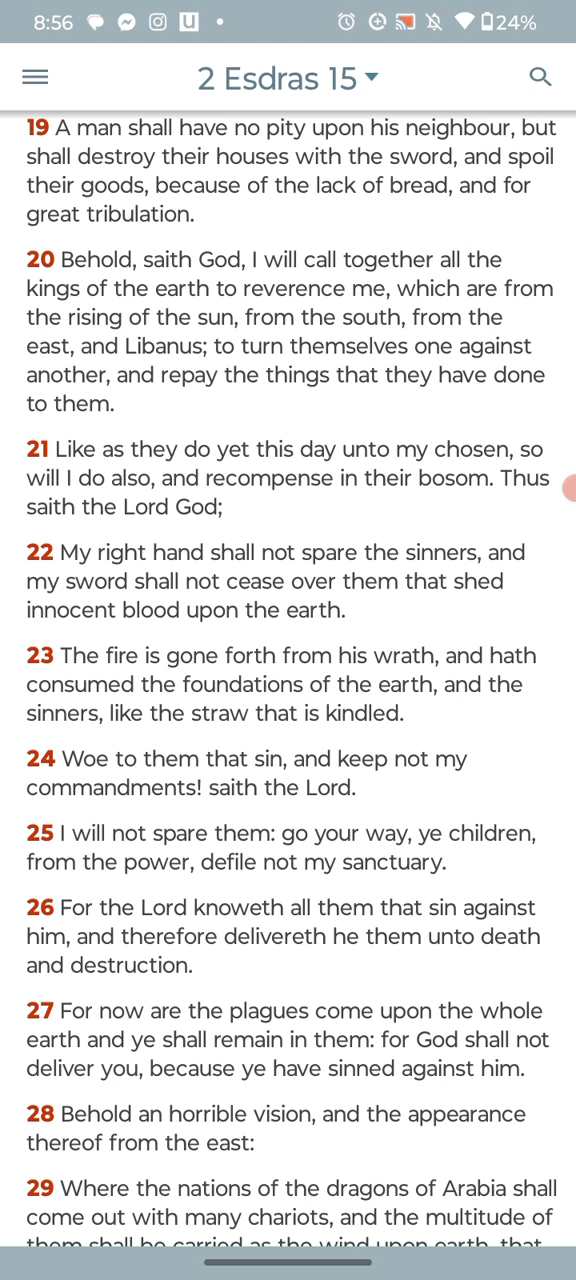 8:56
24%
2 Esdras 15
19 A man shall have no pity upon his neighbour, but
shall destroy their houses with the sword, and spoil
their goods, because of the lack of bread, and for
great tribulation.
20 Behold, saith God, I will call together all the
kings of the earth to reverence me, which are from
the rising of the sun, from the south, from the
east, and Libanus; to turn themselves one against
another, and repay the things that they have done
to them.
21 Like as they do yet this day unto my chosen, so
will I do also, and recompense in their bosom. Thus
saith the Lord God;
22 My right hand shall not spare the sinners, and
my sword shall not cease over them that shed
innocent blood upon the earth.
23 The fire is gone forth from his wrath, and hath
consumed the foundations of the earth, and the
sinners, like the straw that is kindled.
24 Woe to them that sin, and keep not my
commandments! saith the Lord.
25 I will not spare them: go your way, ye children,
from the power, defile not my sanctuary.
26 For the Lord knoweth all them that sin against
him, and therefore delivereth he them unto death
and destruction.
27 For now are the plagues come upon the whole
earth and ye shall remain in them: for God shall not
deliver you, because ye have sinned against him.
28 Behold an horrible vision, and the appearance
thereof from the east:
29 Where the nations of the dragons of Arabia shall
come out with many chariots, and the multitude of
them shall be carried as the wind upon earth, that